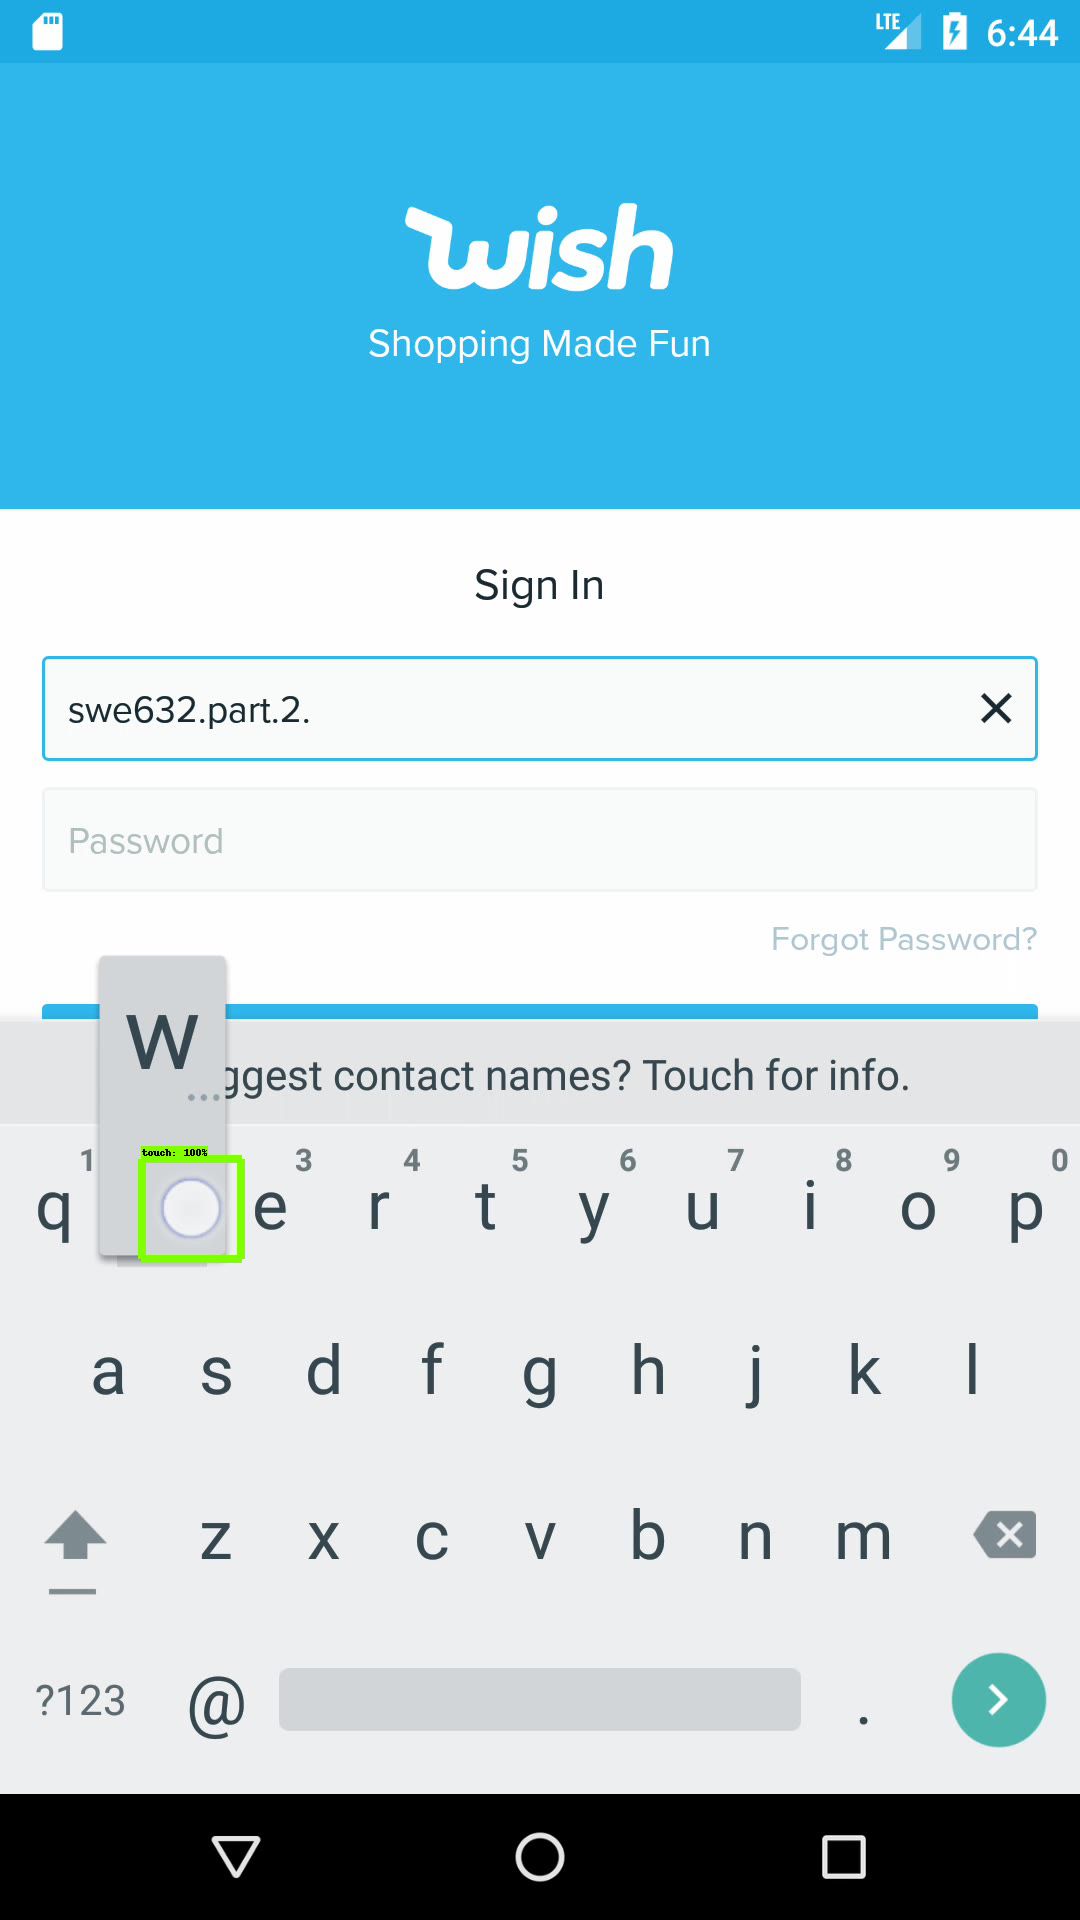 LTE 6:44
wish
Shopping Made Fun
Sign In
swe632.part.2.
Password
Forgot Password?
W
...
ggest contact names? Touch for info.
touch: 100%
1 3 4 5 6 7 8 9 0
q e r t y u i o p
a s d f g h j k l
z x c v b n m
?123 @ .